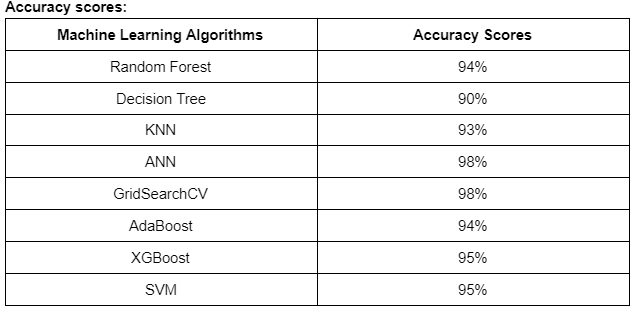 Accuracy scores:
Machine Learning Algorithms Accuracy Scores
Random Forest 94%
Decision Tree 90%
KNN 93%
ANN 98%
GridSearchCV 98%
AdaBoost 94%
XGBoost 95%
SVM 95%